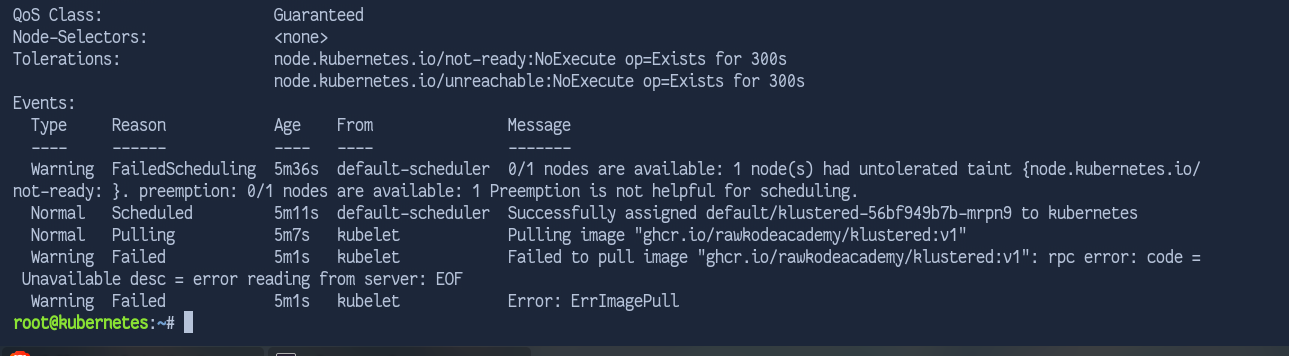 QoS Class:                   Guaranteed
Node-Selectors:              <none>
Tolerations:                 node.kubernetes.io/not-ready:NoExecute op=Exists for 300s
                             node.kubernetes.io/unreachable:NoExecute op=Exists for 300s
Events:
  Type     Reason            Age    From               Message
  ----     ------            ----   ----               -------
  Warning  FailedScheduling  5m36s  default-scheduler  0/1 nodes are available: 1 node(s) had untolerated taint {node.kubernetes.io/
not-ready: }. preemption: 0/1 nodes are available: 1 Preemption is not helpful for scheduling.
  Normal   Scheduled         5m11s  default-scheduler  Successfully assigned default/klustered-56bf949b7b-mrpn9 to kubernetes
  Normal   Pulling           5m7s   kubelet            Pulling image "ghcr.io/rawkodeacademy/klustered:v1"
  Warning  Failed            5m1s   kubelet            Failed to pull image "ghcr.io/rawkodeacademy/klustered:v1": rpc error: code =
 Unavailable desc = error reading from server: EOF
  Warning  Failed            5m1s   kubelet            Error: ErrImagePull
root@kubernetes:~#